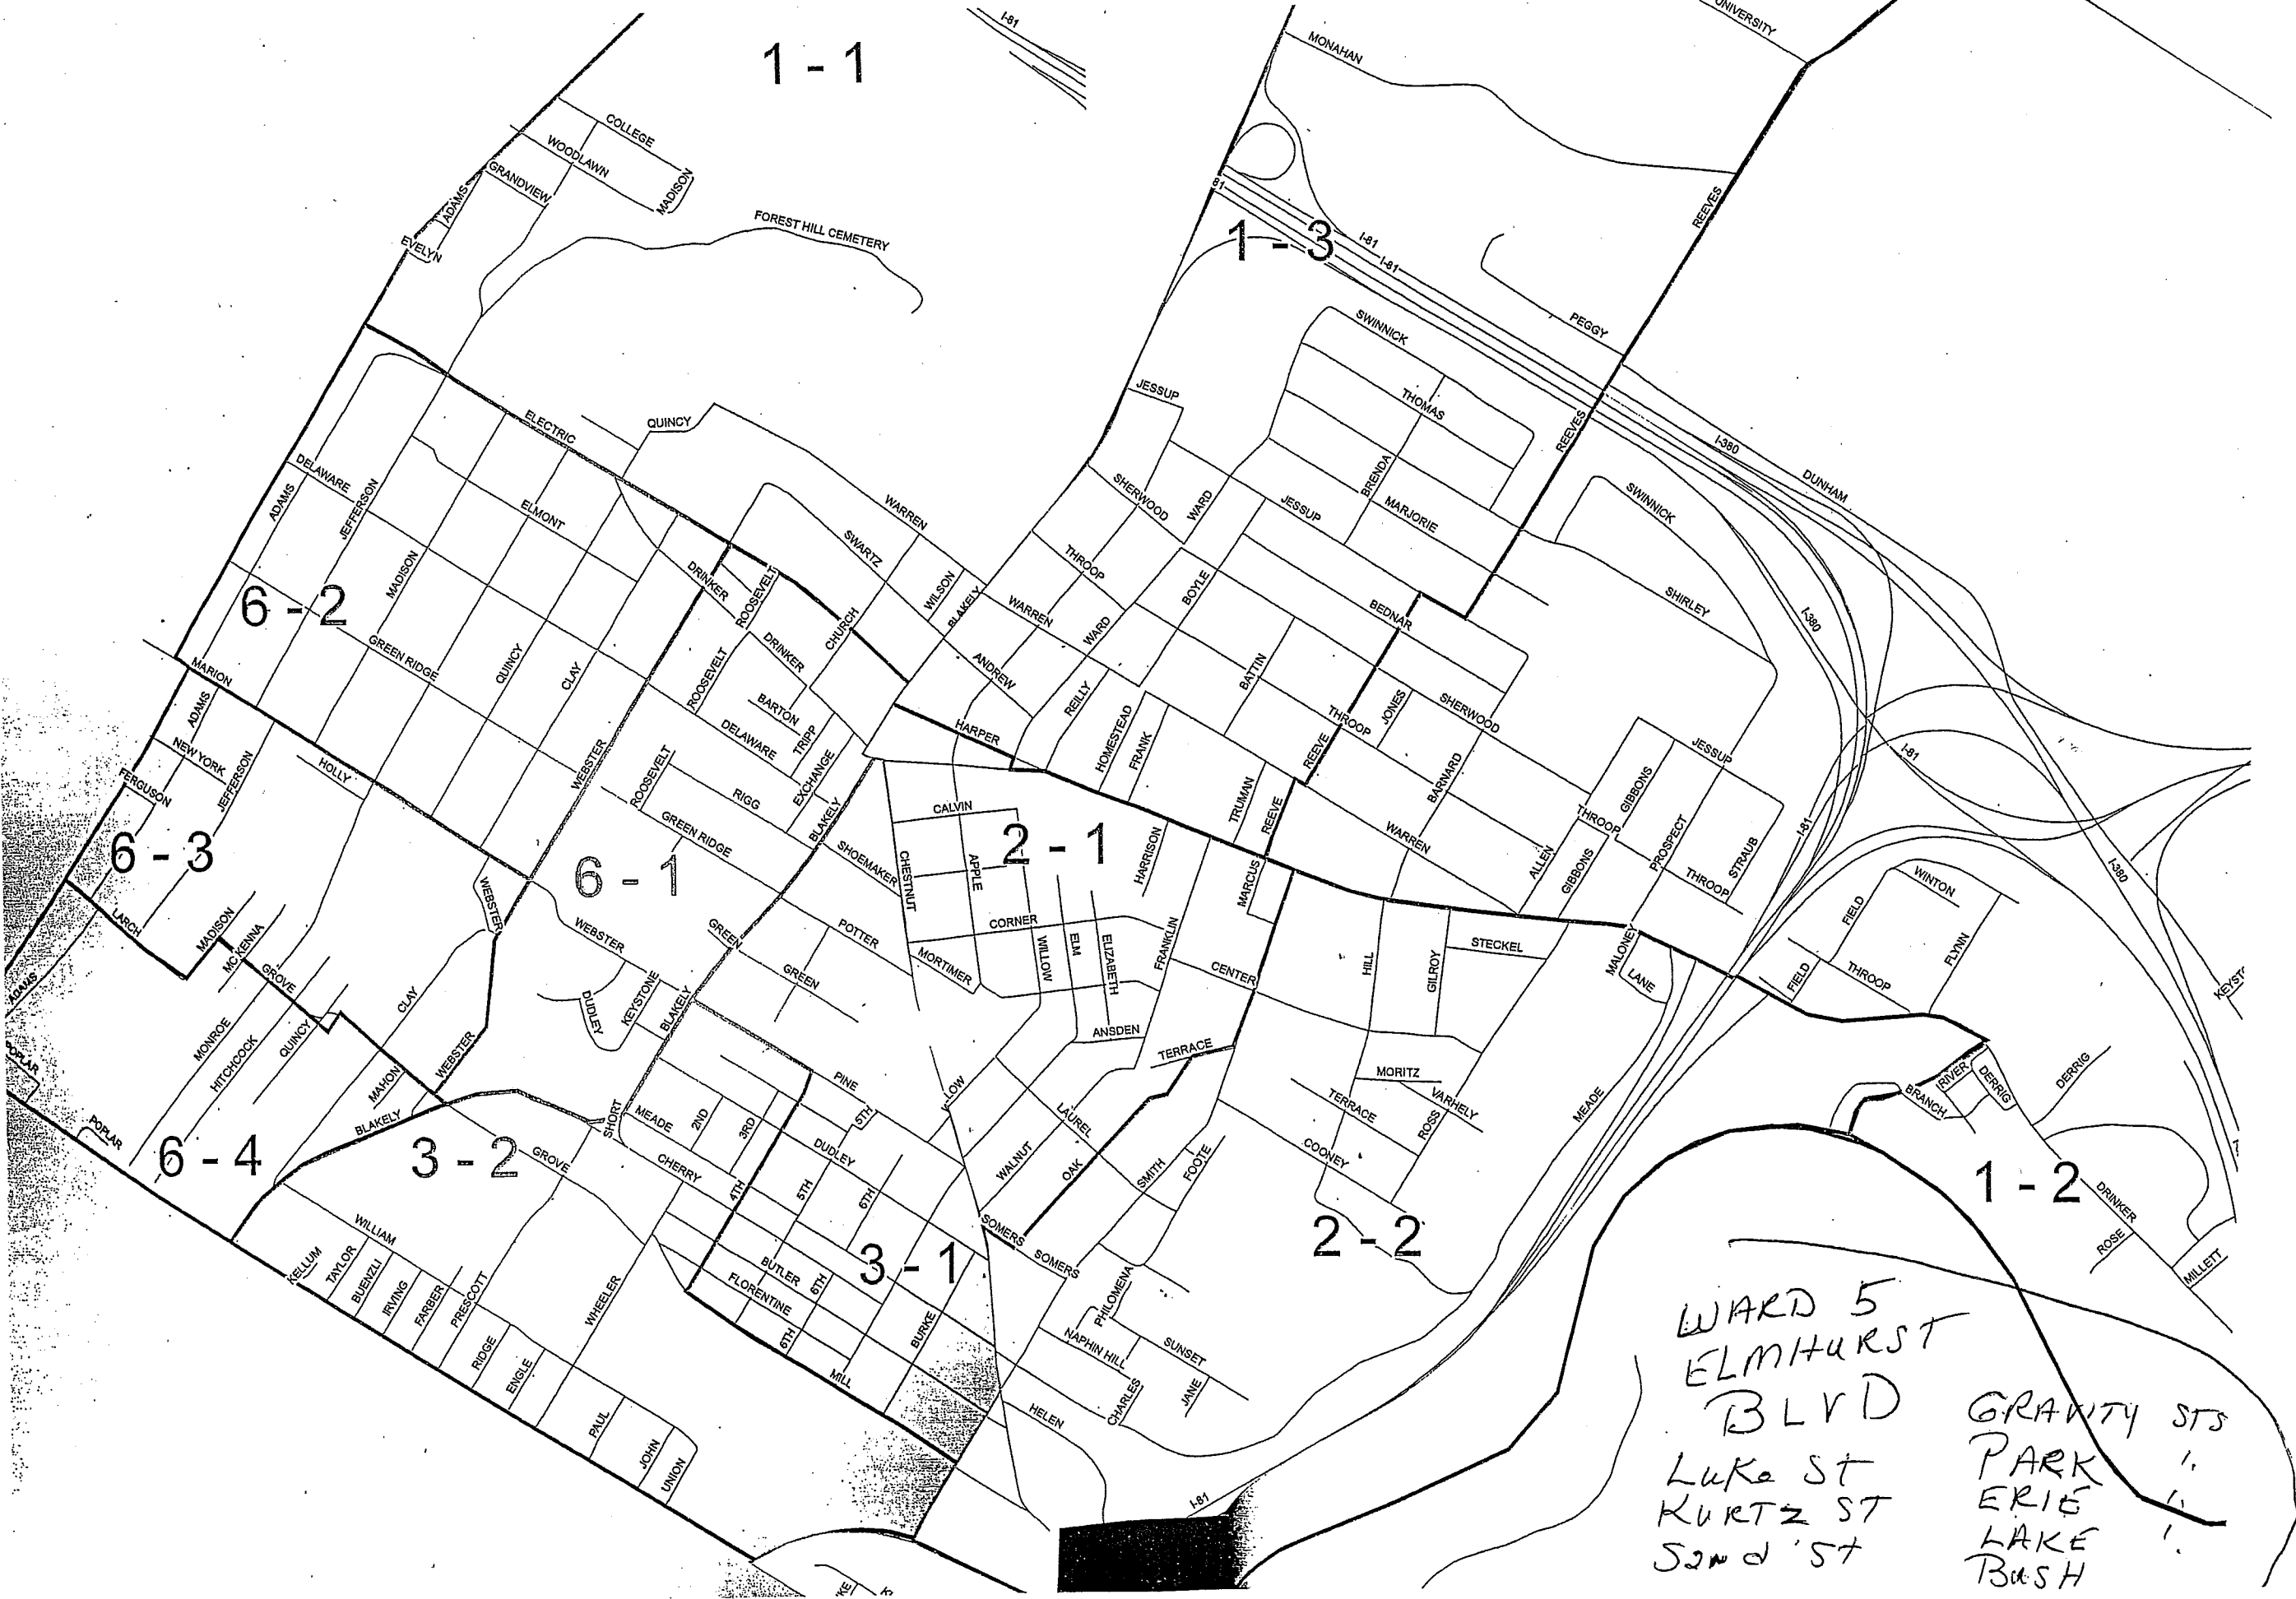 I-81
UNIVERSITY
1 - 1
MONAHAN
COLLEGE
WOODLAWN
GRANDVIEW
MADISON
ADAMS
REEVES
81
FOREST HILL CEMETERY
EVELYN
1 - 3
I-81
I-81
PEGGY
SWINNICK
JESSUP
THOMAS
ELECTRIC
QUINCY
REEVES
I-380
DUNHAM
DELAWARE
ADAMS
JEFFERSON
ELMONT
WARREN
SHERWOOD
WARD
JESSUP
BRENDA
MARJORIE
SWINNICK
SWARTZ
THROOP
MADISON
DRINKER
ROOSEVELT
WILSON
BLAKELY
BOYLE
BEDNAR
SHIRLEY
I-380
6 - 2
CHURCH
WARREN
WARD
MARION
GREEN RIDGE
QUINCY
CLAY
DRINKER
ROOSEVELT
ANDREW
REILLY
BATTIN
ADAMS
BARTON
TRIPP
DELAWARE
HARPER
HOMESTEAD
FRANK
THROOP
JONES
SHERWOOD
REEVE
JESSUP
I-81
NEW YORK
JEFFERSON
HOLLY
WEBSTER
ROOSEVELT
EXCHANGE
RIGG
BARNARD
GIBBONS
FERGUSON
GREEN RIDGE
BLAKELY
CALVIN
TRUMAN
REEVE
THROOP
WARREN
I-81
6 - 3
6 - 1
SHOEMAKER
CHESTNUT
APPLE
2 - 1
HARRISON
ALLEN
GIBBONS
PROSPECT
THROOP
STRAUB
I-380
WINTON
MARCUS
FIELD
LARCH
MADISON
MC KENNA
WEBSTER
WEBSTER
GREEN
POTTER
CORNER
WILLOW
ELM
ELIZABETH
FRANKLIN
STECKEL
MALONEY
FLYNN
GROVE
MORTIMER
CENTER
HILL
GILROY
LANE
FIELD
THROOP
ADAMS
GREEN
KEYSTONE
DUDLEY
CLAY
BLAKELY
MONROE
HITCHCOCK
QUINCY
ANSDEN
TERRACE
POPLAR
MAHON
WEBSTER
PINE
MORITZ
VARHELY
RIVER
DERRIG
DERRIG
BRANCH
POPLAR
BLAKELY
SHORT
MEADE
2ND
3RD
5TH
LAUREL
TERRACE
ROSS
MEADE
6 - 4
3 - 2
GROVE
CHERRY
DUDLEY
WALNUT
OAK
SMITH
FOOTE
COONEY
1 - 2
4TH
5TH
6TH
DRINKER
WILLIAM
SOMERS
SOMERS
2 - 2
ROSE
MILLETT
KELLUM
TAYLOR
BUENZLI
IRVING
FARBER
PRESCOTT
WHEELER
BUTLER
6TH
3 - 1
FLORENTINE
PHILOMENA
6TH
BURKE
NAPHIN HILL
SUNSET
RIDGE
ENGLE
MILL
CHARLES
JANE
HELEN
PAUL
JOHN
UNION
I-81
WARD 5
ELMHURST
BLVD
Luke St
KURTZ ST
Sand St
GRAVITY STS
PARK "
ERIE "
LAKE "
BUSH